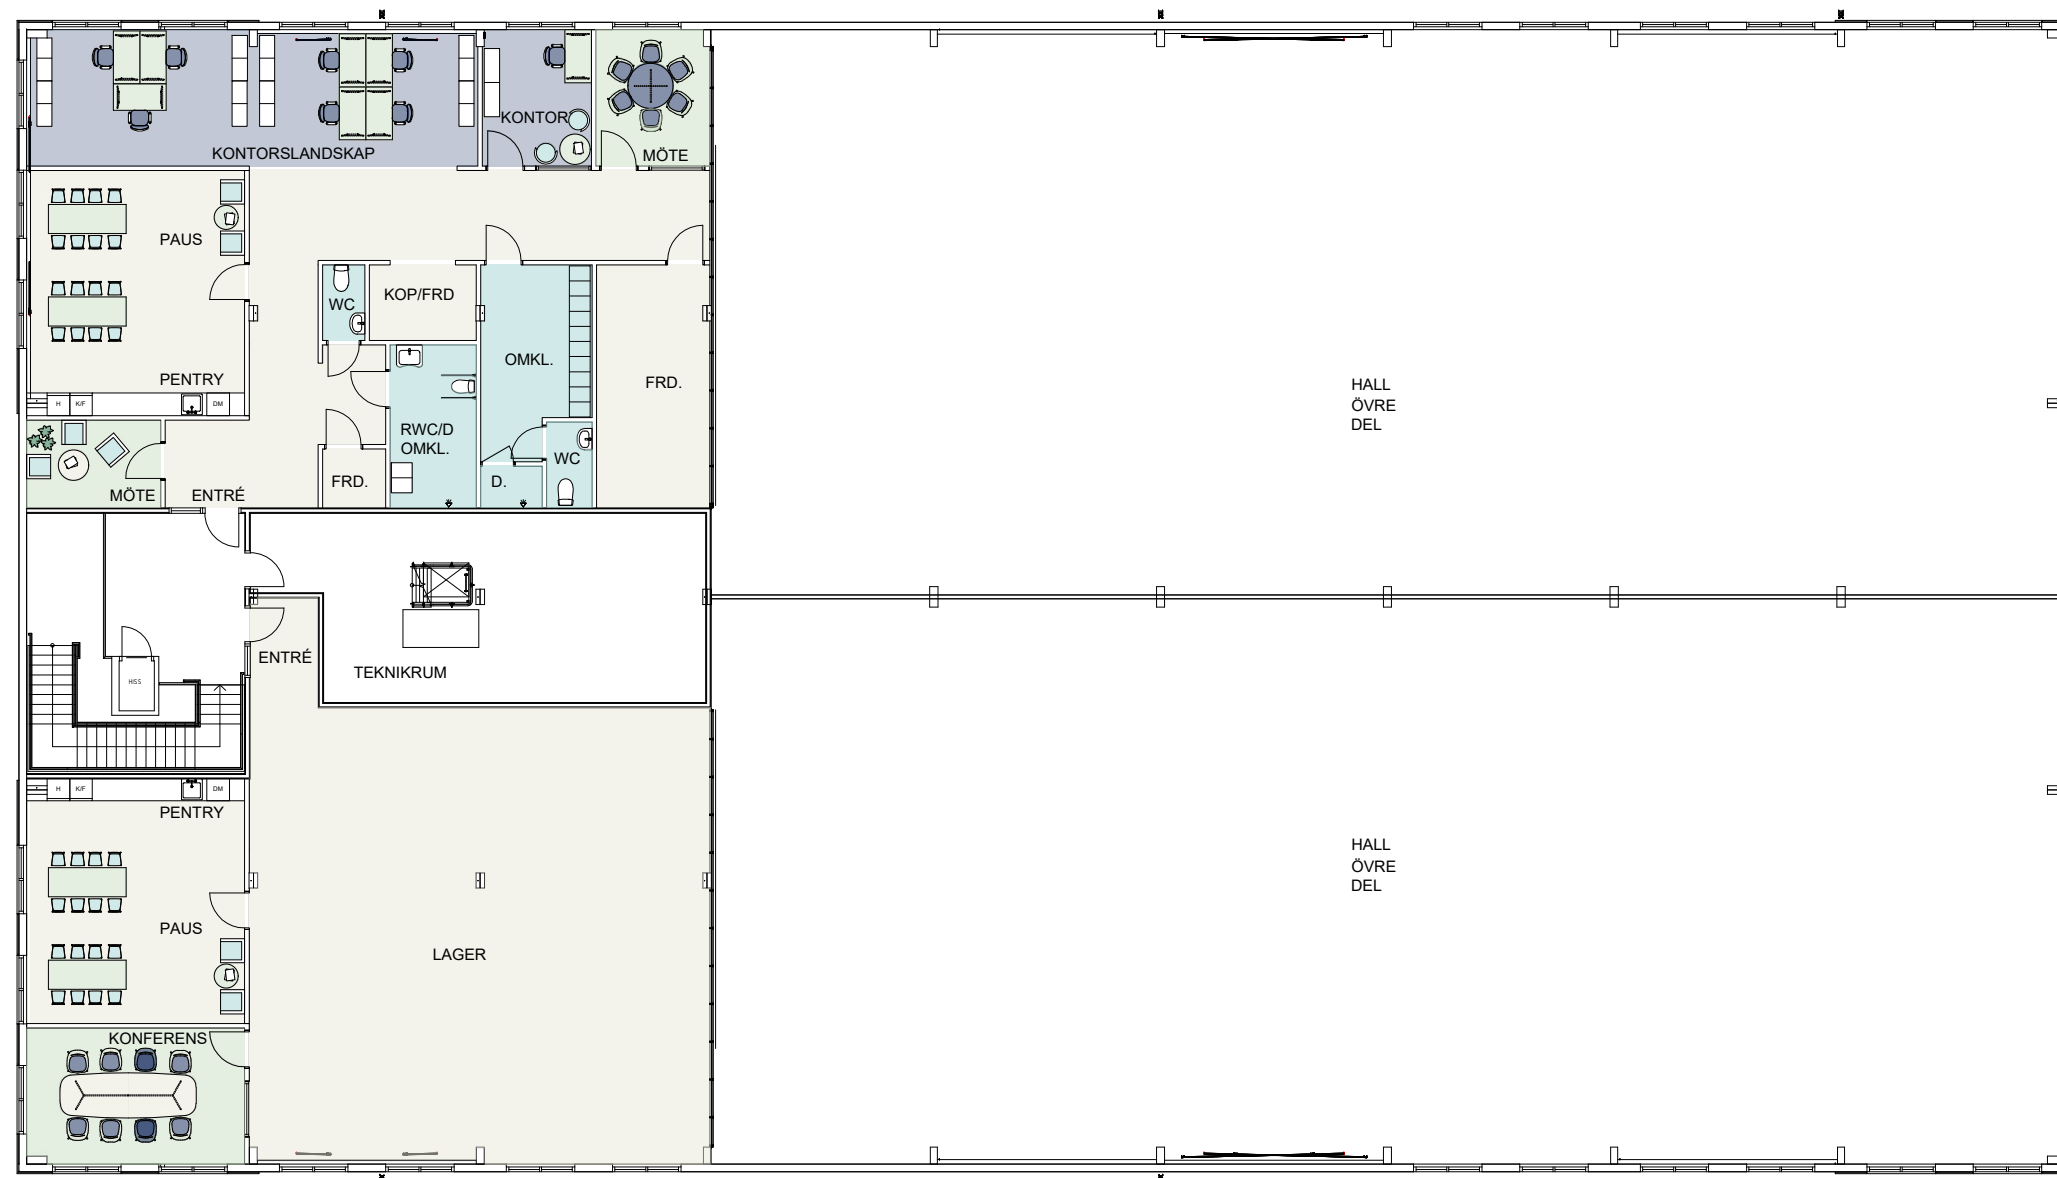 KONTOR
KONTORSLANDSKAP
MÖTE
PAUS
WC
KOP/FRD
OMKL.
FRD.
HALL
ÖVRE
DEL
PENTRY
H
K/F
DM
RWC/D
OMKL.
WC
FRD.
D.
MÖTE
ENTRÉ
ENTRÉ
TEKNIKRUM
HISS
H
K/F
DM
PENTRY
HALL
ÖVRE
DEL
PAUS
LAGER
KONFERENS